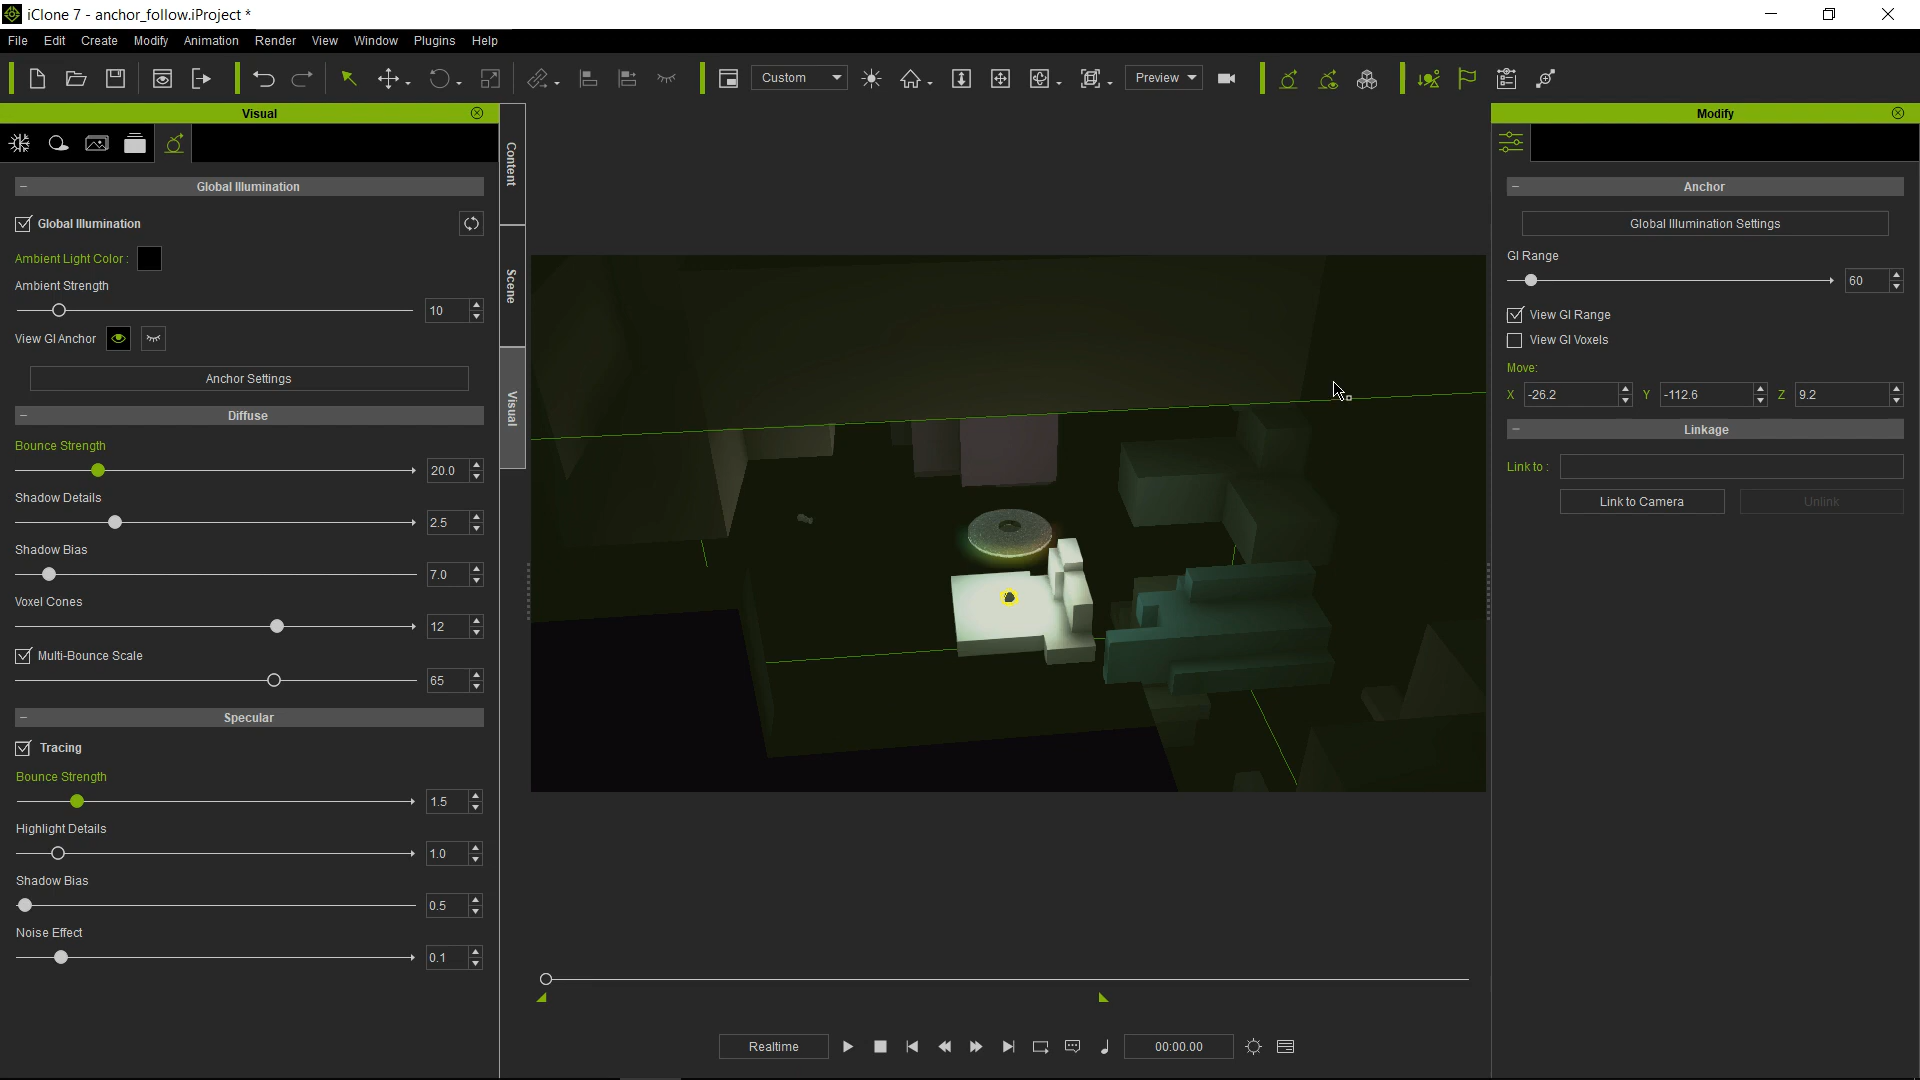 iClone 7 - anchor_follow.iProject *
File Edit Create Modify Animation Render View Window Plugins Help
Custom Preview
Visual
Global Illumination
Global Illumination
Ambient Light Color :
Ambient Strength
10
View GI Anchor
Anchor Settings
Diffuse
Bounce Strength
20.0
Shadow Details
2.5
Shadow Bias
7.0
Voxel Cones
12
Multi-Bounce Scale
65
Specular
Tracing
Bounce Strength
1.5
Highlight Details
1.0
Shadow Bias
0.5
Noise Effect
0.1
Content
Scene
Visual
Realtime 00:00.00
Modify
Anchor
Global Illumination Settings
GI Range
60
View GI Range
View GI Voxels
Move:
X -26.2 Y -112.6 Z 9.2
Linkage
Link to :
Link to Camera Unlink